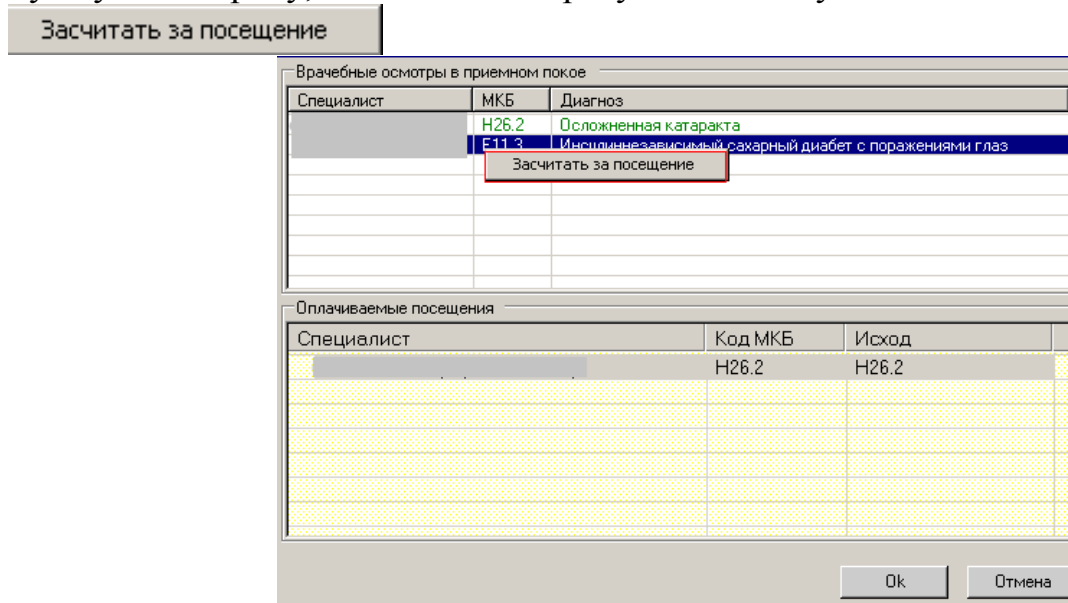 Засчитать за посещение
Врачебные осмотры в приемном покое
Специалист МКБ Диагноз
H26.2 Осложненная катаракта
E11.3 Инсулиннезависимый сахарный диабет с поражениями глаз
Засчитать за посещение
Оплачиваемые посещения
Специалист Код МКБ Исход
H26.2 H26.2
Ok Отмена